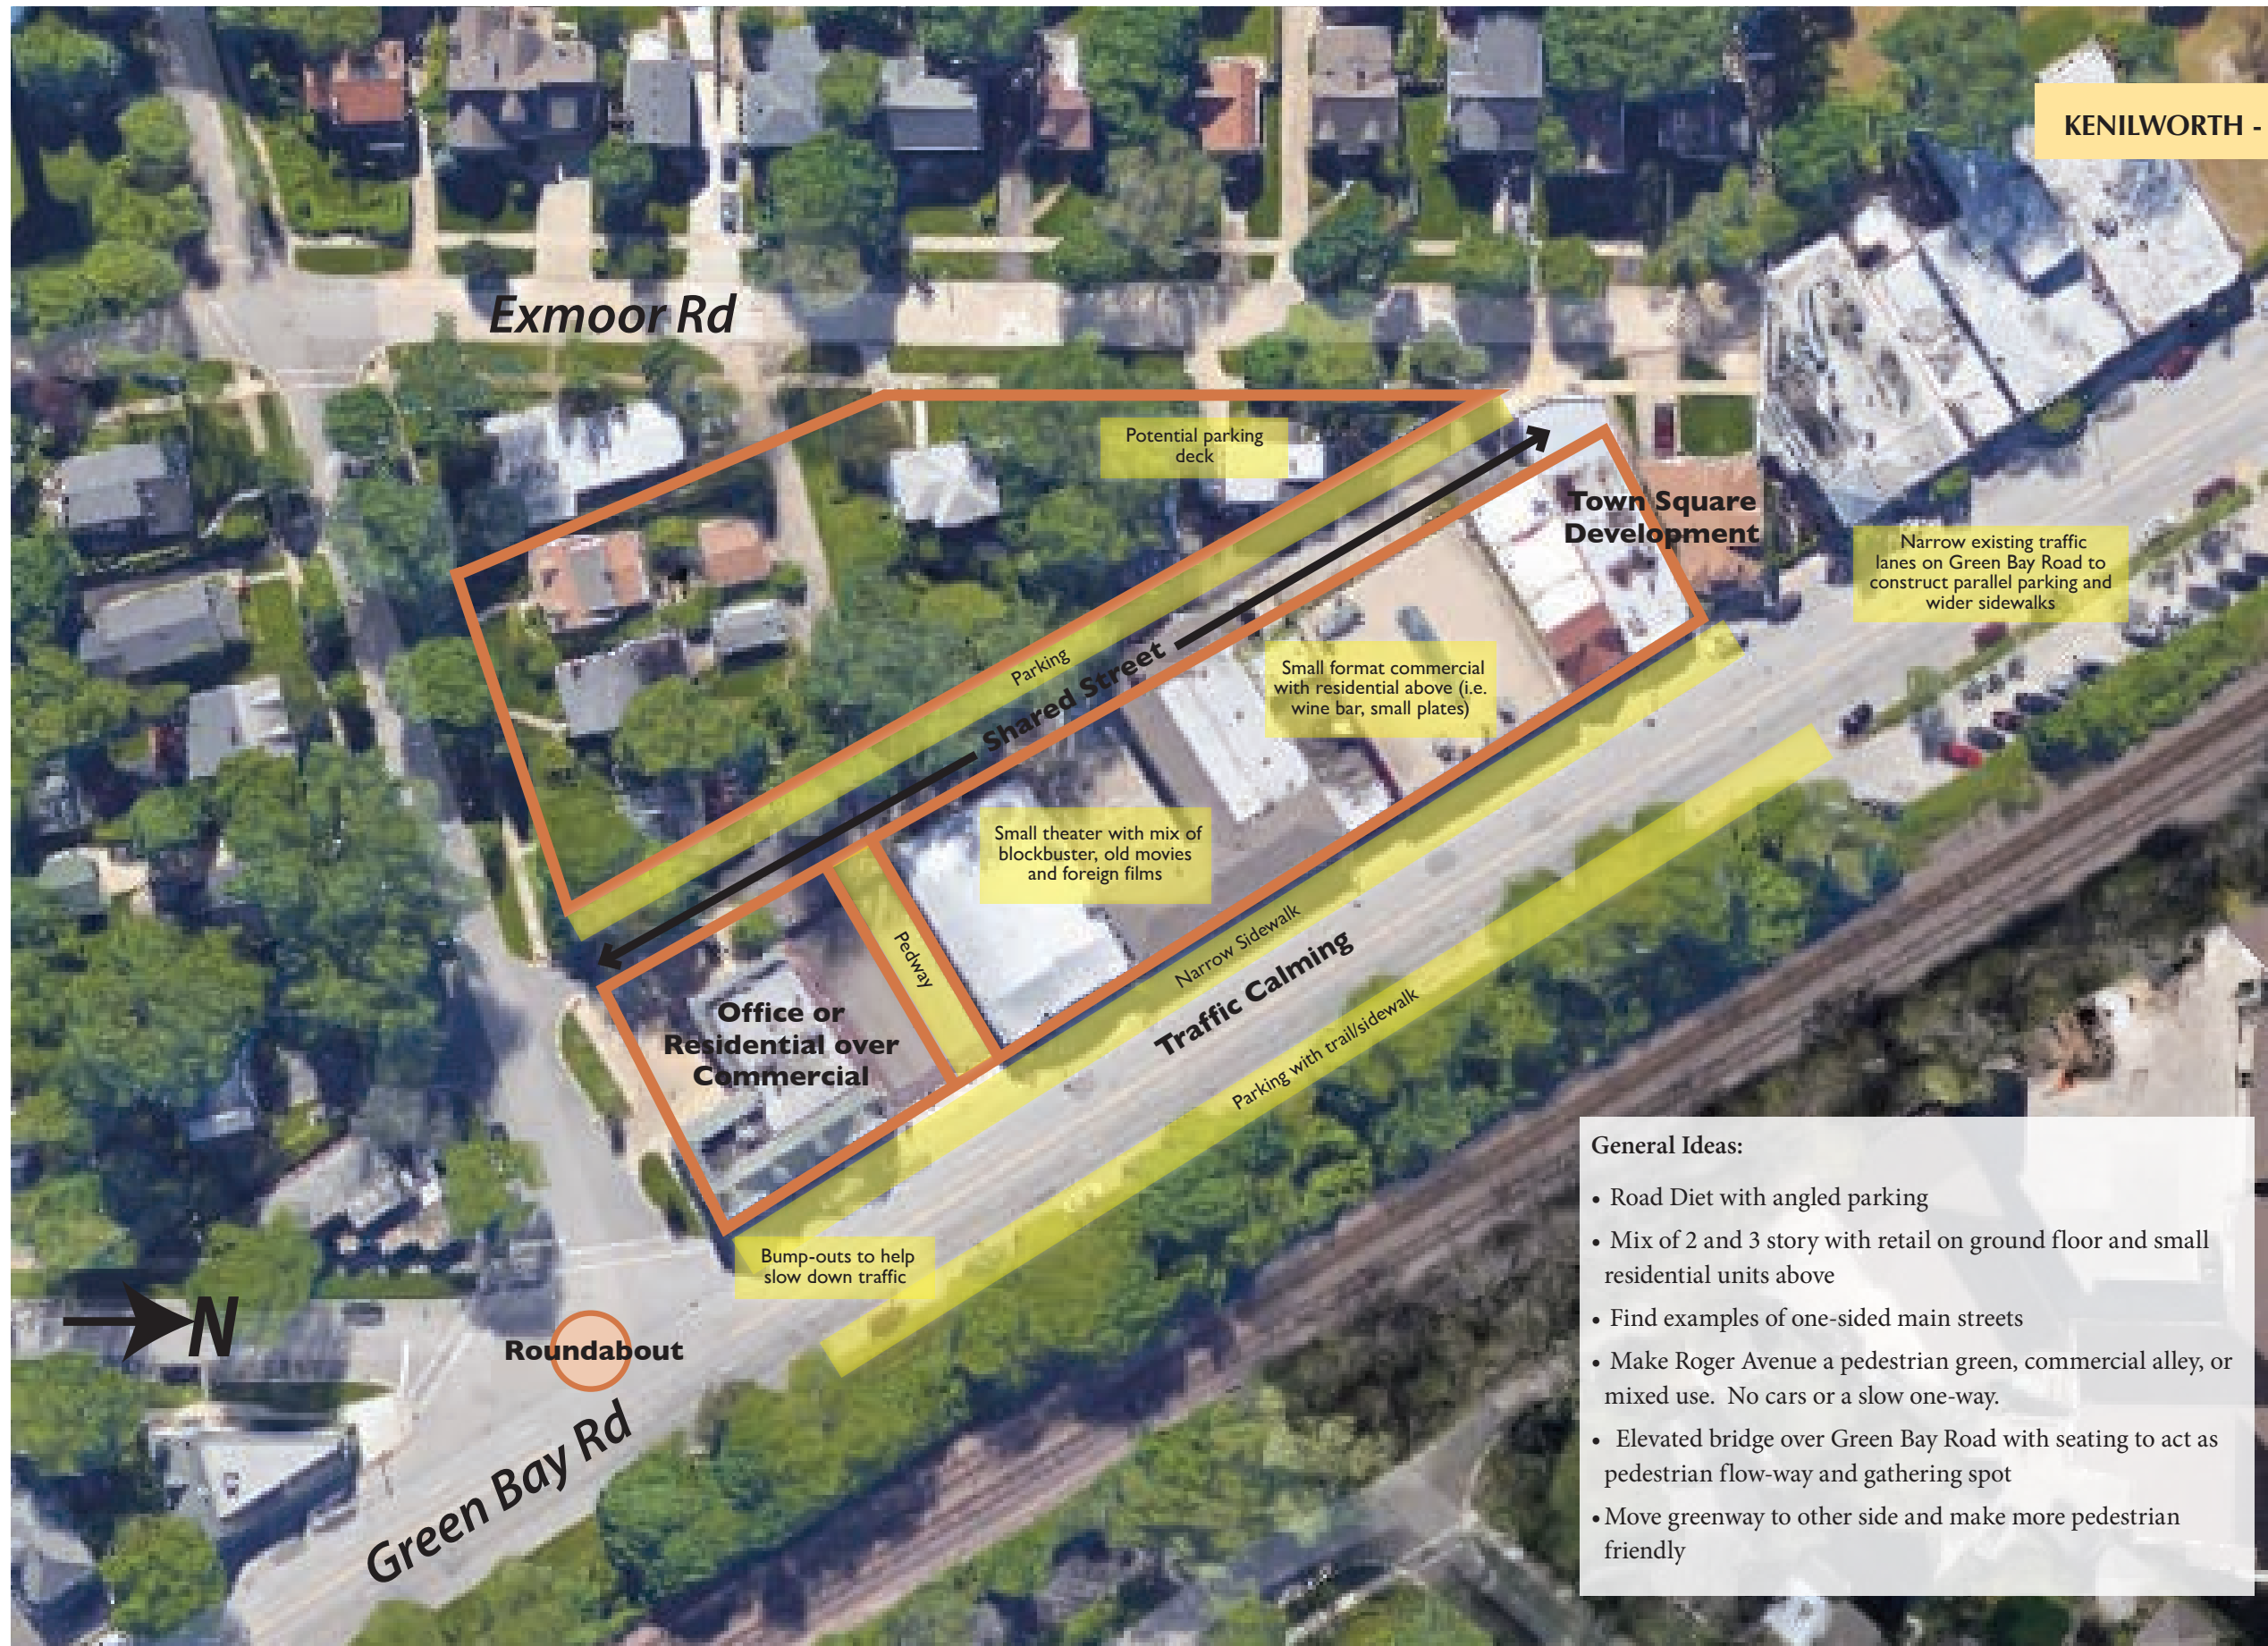 KENILWORTH -
Exmoor Rd
Potential parking
deck
Town Square
Development
Narrow existing traffic
lanes on Green Bay Road to
construct parallel parking and
wider sidewalks
Parking
Shared Street
Small format commercial
with residential above (i.e.
wine bar, small plates)
Small theater with mix of
blockbuster, old movies
and foreign films
Pedway
Narrow Sidewalk
Traffic Calming
Parking with trail/sidewalk
Office or
Residential over
Commercial
Bump-outs to help
slow down traffic
N
Roundabout
Green Bay Rd
General Ideas:
• Road Diet with angled parking
• Mix of 2 and 3 story with retail on ground floor and small
residential units above
• Find examples of one-sided main streets
• Make Roger Avenue a pedestrian green, commercial alley, or
mixed use.  No cars or a slow one-way.
• Elevated bridge over Green Bay Road with seating to act as
pedestrian flow-way and gathering spot
• Move greenway to other side and make more pedestrian
friendly